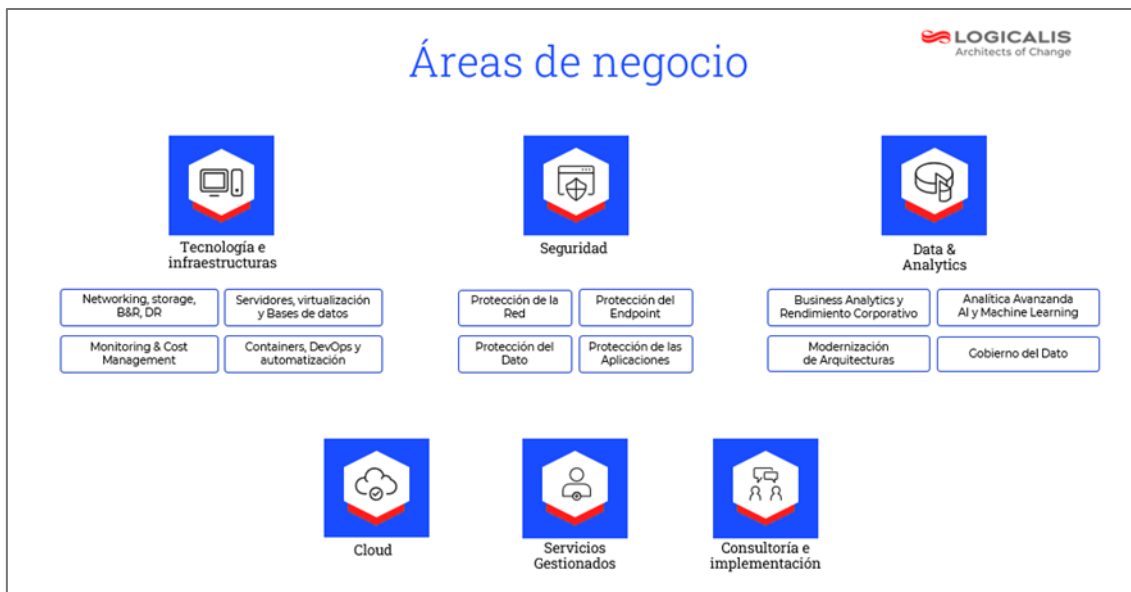 Áreas de negocio
LOGICALIS
Architects of Change
Tecnología e
infraestructuras
Networking, storage,
B&R, DR
Servidores, virtualización
y Bases de datos
Monitoring & Cost
Management
Containers, DevOps y
automatización
Seguridad
Protección de la
Red
Protección del
Endpoint
Protección del
Dato
Protección de las
Aplicaciones
Data &
Analytics
Business Analytics y
Rendimiento Corporativo
Analítica Avanzanda
AI y Machine Learning
Modernización
de Arquitecturas
Gobierno del Dato
Cloud
Servicios
Gestionados
Consultoría e
implementación